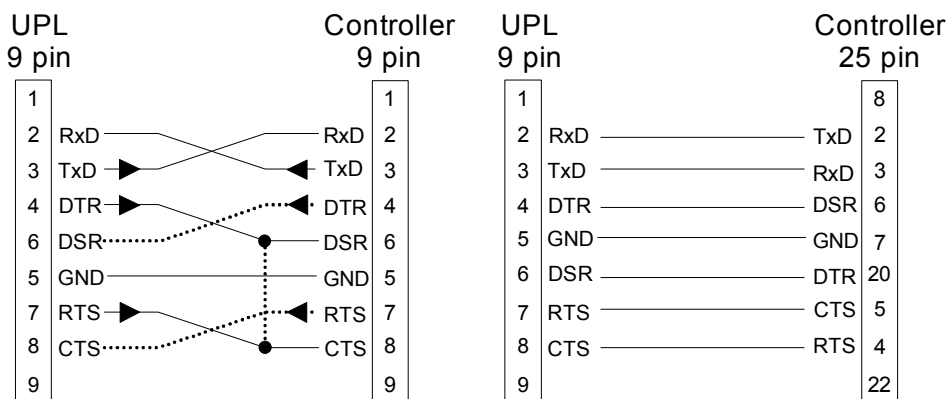 UPL Controller UPL Controller
9 pin 9 pin 9 pin 25 pin
1 1 1 8
2 RxD RxD 2 2 RxD TxD 2
3 TxD TxD 3 3 TxD RxD 3
4 DTR DTR 4 4 DTR DSR 6
6 DSR DSR 6 5 GND GND 7
5 GND GND 5 6 DSR DTR 20
7 RTS RTS 7 7 RTS CTS 5
8 CTS CTS 8 8 CTS RTS 4
9 9 9 22